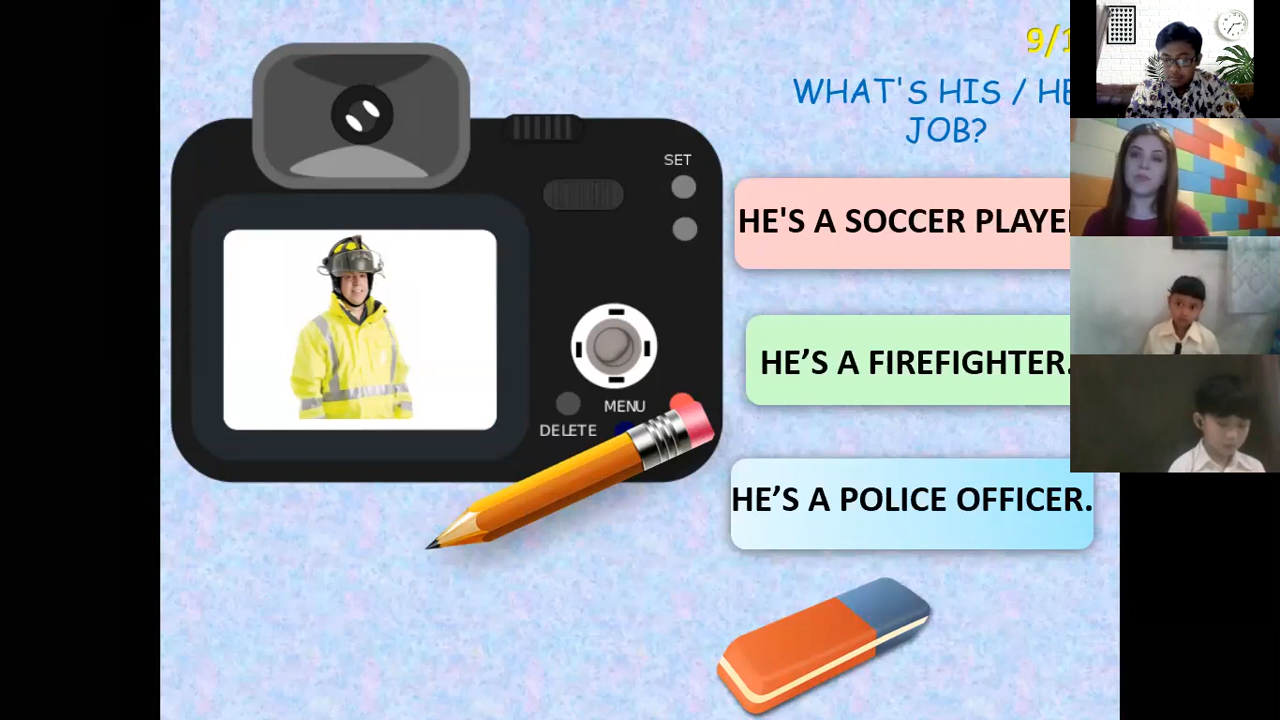 9/1
WHAT'S HIS / HE
JOB?
SET
HE'S A SOCCER PLAYE
HE’S A FIREFIGHTER.
MENU
DELETE
HE’S A POLICE OFFICER.